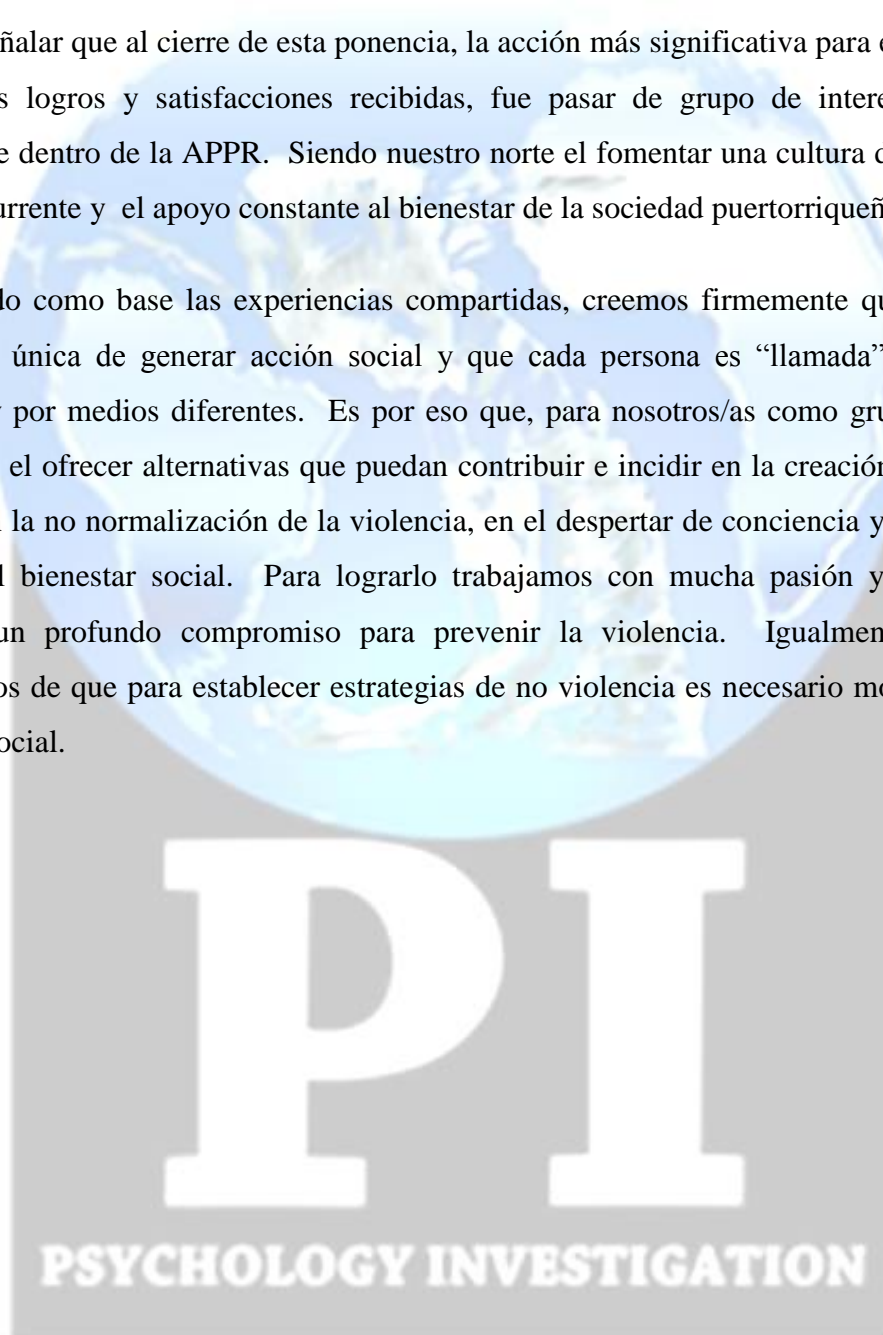 ñalar que al cierre de esta ponencia, la acción más significativa para
s logros y satisfacciones recibidas, fue pasar de grupo de intere
e dentro de la APPR. Siendo nuestro norte el fomentar una cultura
urrente y el apoyo constante al bienestar de la sociedad puertorriqueñ
do como base las experiencias compartidas, creemos firmemente qu
única de generar acción social y que cada persona es “llamada”
por medios diferentes. Es por eso que, para nosotros/as como gru
el ofrecer alternativas que puedan contribuir e incidir en la creación
la no normalización de la violencia, en el despertar de conciencia y
l bienestar social. Para lograrlo trabajamos con mucha pasión y
un profundo compromiso para prevenir la violencia. Igualmen
os de que para establecer estrategias de no violencia es necesario mo
ocial.
PI
PSYCHOLOGY INVESTIGATION